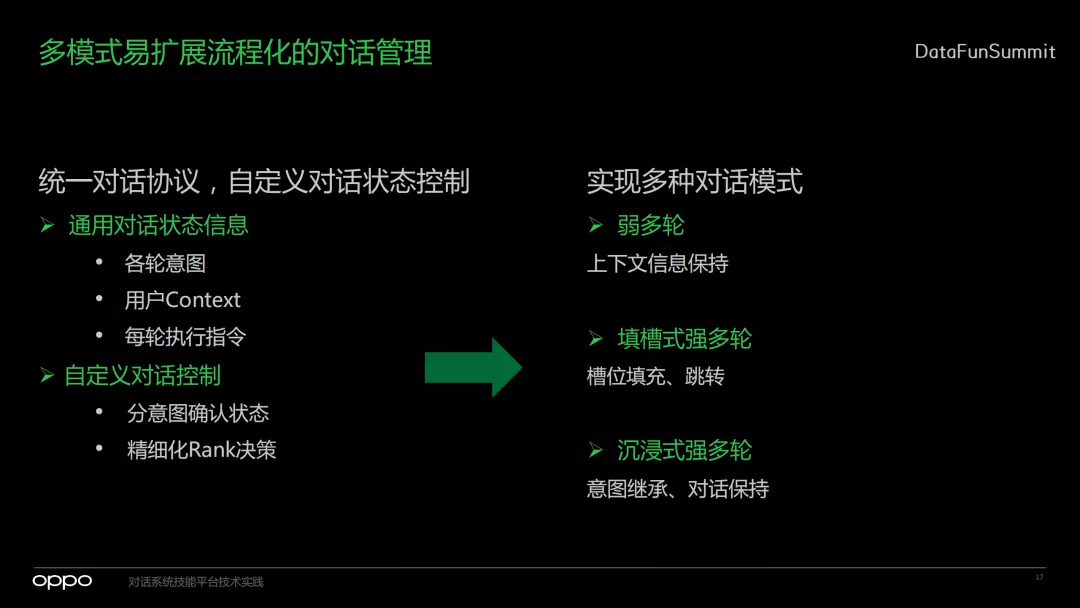 多模式易扩展流程化的对话管理
DataFunSummit
统一对话协议，自定义对话状态控制
➢ 通用对话状态信息
• 各轮意图
• 用户Context
• 每轮执行指令
➢ 自定义对话控制
• 分意图确认状态
• 精细化Rank决策
实现多种对话模式
➢ 弱多轮
上下文信息保持
➢ 填槽式强多轮
槽位填充、跳转
➢ 沉浸式强多轮
意图继承、对话保持
oppo
对话系统技能平台技术实践
17